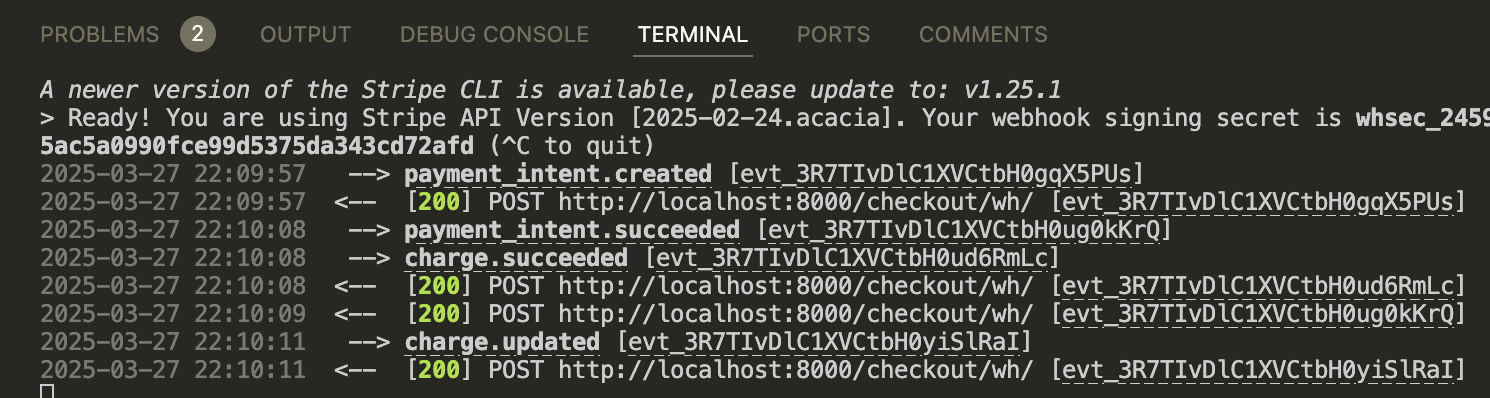 PROBLEMS 2 OUTPUT DEBUG CONSOLE TERMINAL PORTS COMMENTS
A newer version of the Stripe CLI is available, please update to: v1.25.1
> Ready! You are using Stripe API Version [2025-02-24.acacia]. Your webhook signing secret is whsec_2459
5ac5a0990fce99d5375da343cd72afd (^C to quit)
2025-03-27 22:09:57 --> payment_intent.created [evt_3R7TIvDlC1XVCtbH0gqX5PUs]
2025-03-27 22:09:57 <-- [200] POST http://localhost:8000/checkout/wh/ [evt_3R7TIvDlC1XVCtbH0gqX5PUs]
2025-03-27 22:10:08 --> payment_intent.succeeded [evt_3R7TIvDlC1XVCtbH0ug0kKrQ]
2025-03-27 22:10:08 --> charge.succeeded [evt_3R7TIvDlC1XVCtbH0ud6RmLc]
2025-03-27 22:10:08 <-- [200] POST http://localhost:8000/checkout/wh/ [evt_3R7TIvDlC1XVCtbH0ud6RmLc]
2025-03-27 22:10:09 <-- [200] POST http://localhost:8000/checkout/wh/ [evt_3R7TIvDlC1XVCtbH0ug0kKrQ]
2025-03-27 22:10:11 --> charge.updated [evt_3R7TIvDlC1XVCtbH0yiSlRaI]
2025-03-27 22:10:11 <-- [200] POST http://localhost:8000/checkout/wh/ [evt_3R7TIvDlC1XVCtbH0yiSlRaI]